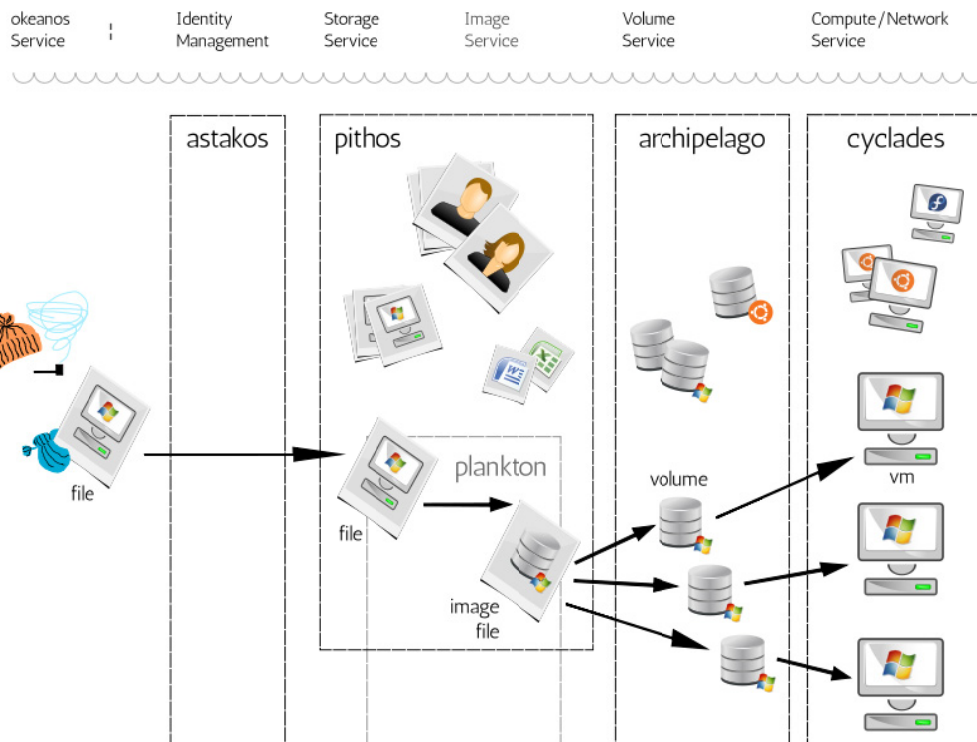 okeanos
Service
Identity
Management
Storage
Service
Image
Service
Volume
Service
Compute/Network
Service
astakos
pithos
archipelago
cyclades
W
X
file
plankton
file
image
file
volume
vm